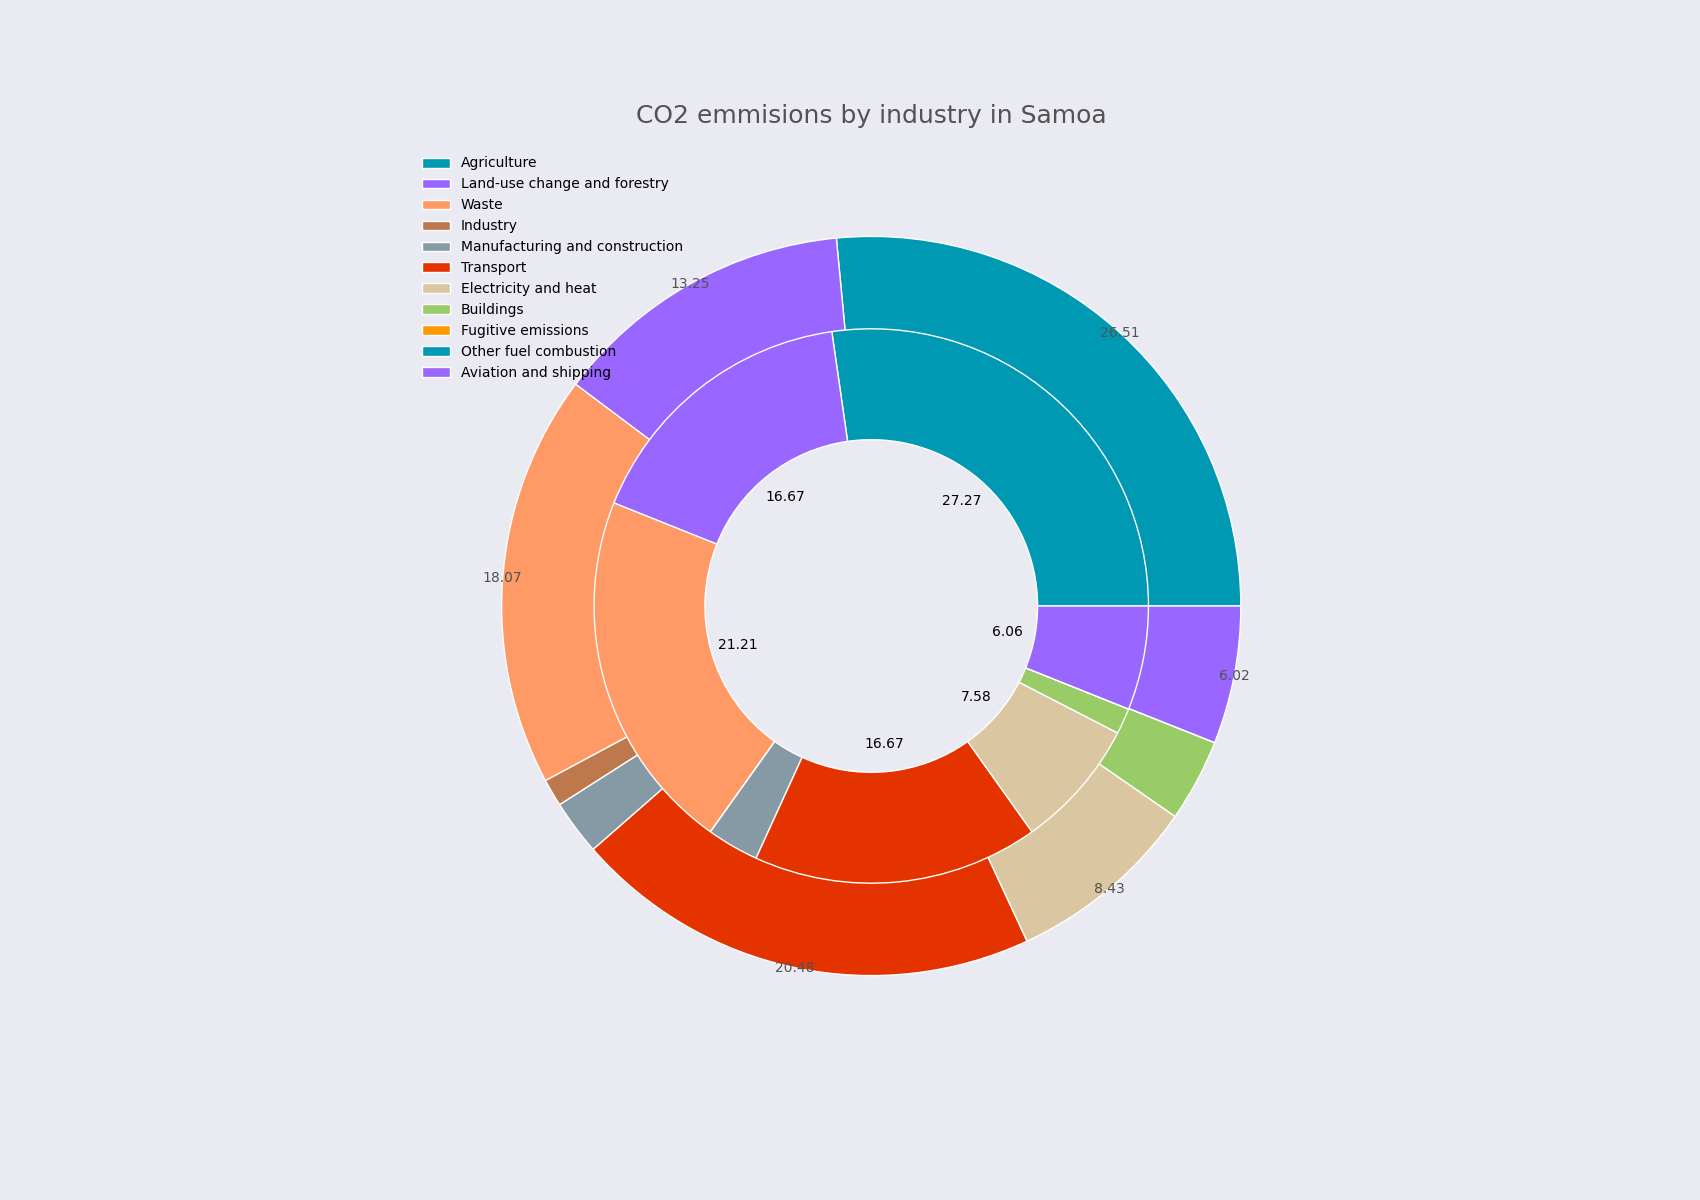 CO2 emmisions by industry in Samoa
Agriculture
Land-use change and forestry
Waste
Industry
Manufacturing and construction
Transport
Electricity and heat
Buildings
Fugitive emissions
Other fuel combustion
Aviation and shipping
13.25
26.51
18.07
20.48
8.43
6.02
16.67
27.27
21.21
16.67
7.58
6.06